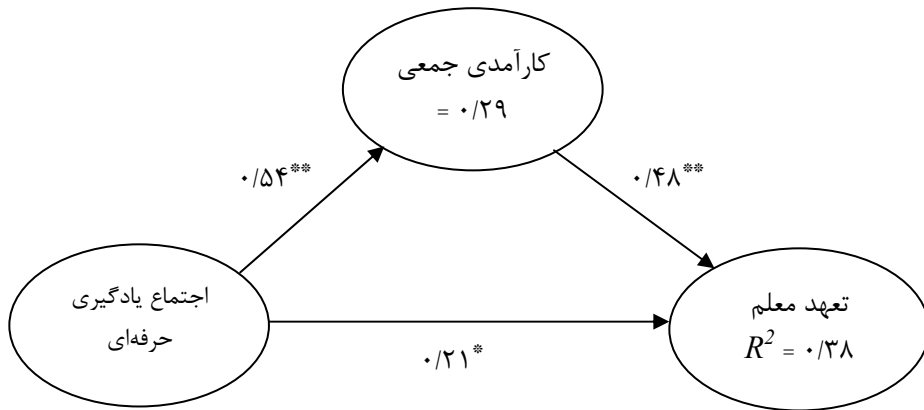 کارآمدی جمعی
= ۰/۲۹
۰/۵۴**
۰/۴۸**
اجتماع یادگیری
حرفه‌ای
تعهد معلم
R² = ۰/۳۸
۰/۲۱*